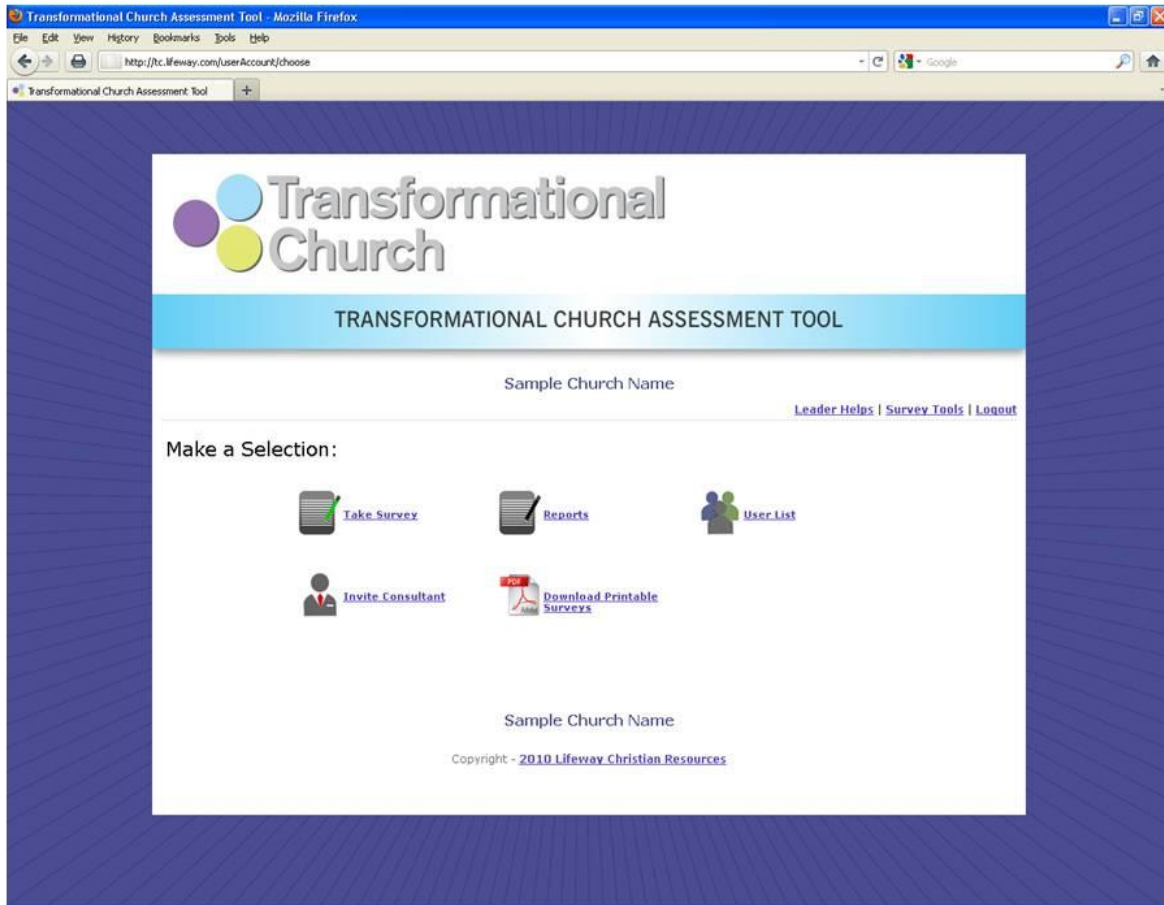 Transformational Church Assessment Tool - Mozilla Firefox
File Edit View History Bookmarks Tools Help
http://tc.lifeway.com/userAccount/choose
Google
Transformational Church Assessment Tool
Transformational
Church
TRANSFORMATIONAL CHURCH ASSESSMENT TOOL
Sample Church Name
Leader Helps | Survey Tools | Logout
Make a Selection:
Take Survey
Reports
User List
Invite Consultant
PDF
Adobe
Download Printable
Surveys
Sample Church Name
Copyright - 2010 Lifeway Christian Resources